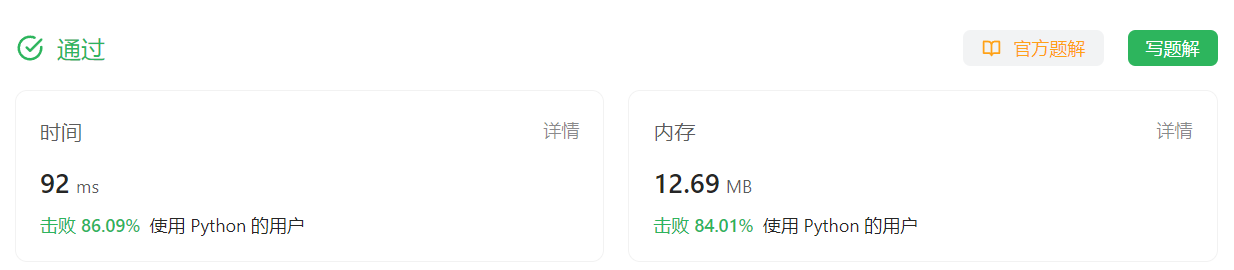 通过
官方题解
写题解
时间
详情
92 ms
击败 86.09% 使用 Python 的用户
内存
详情
12.69 MB
击败 84.01% 使用 Python 的用户